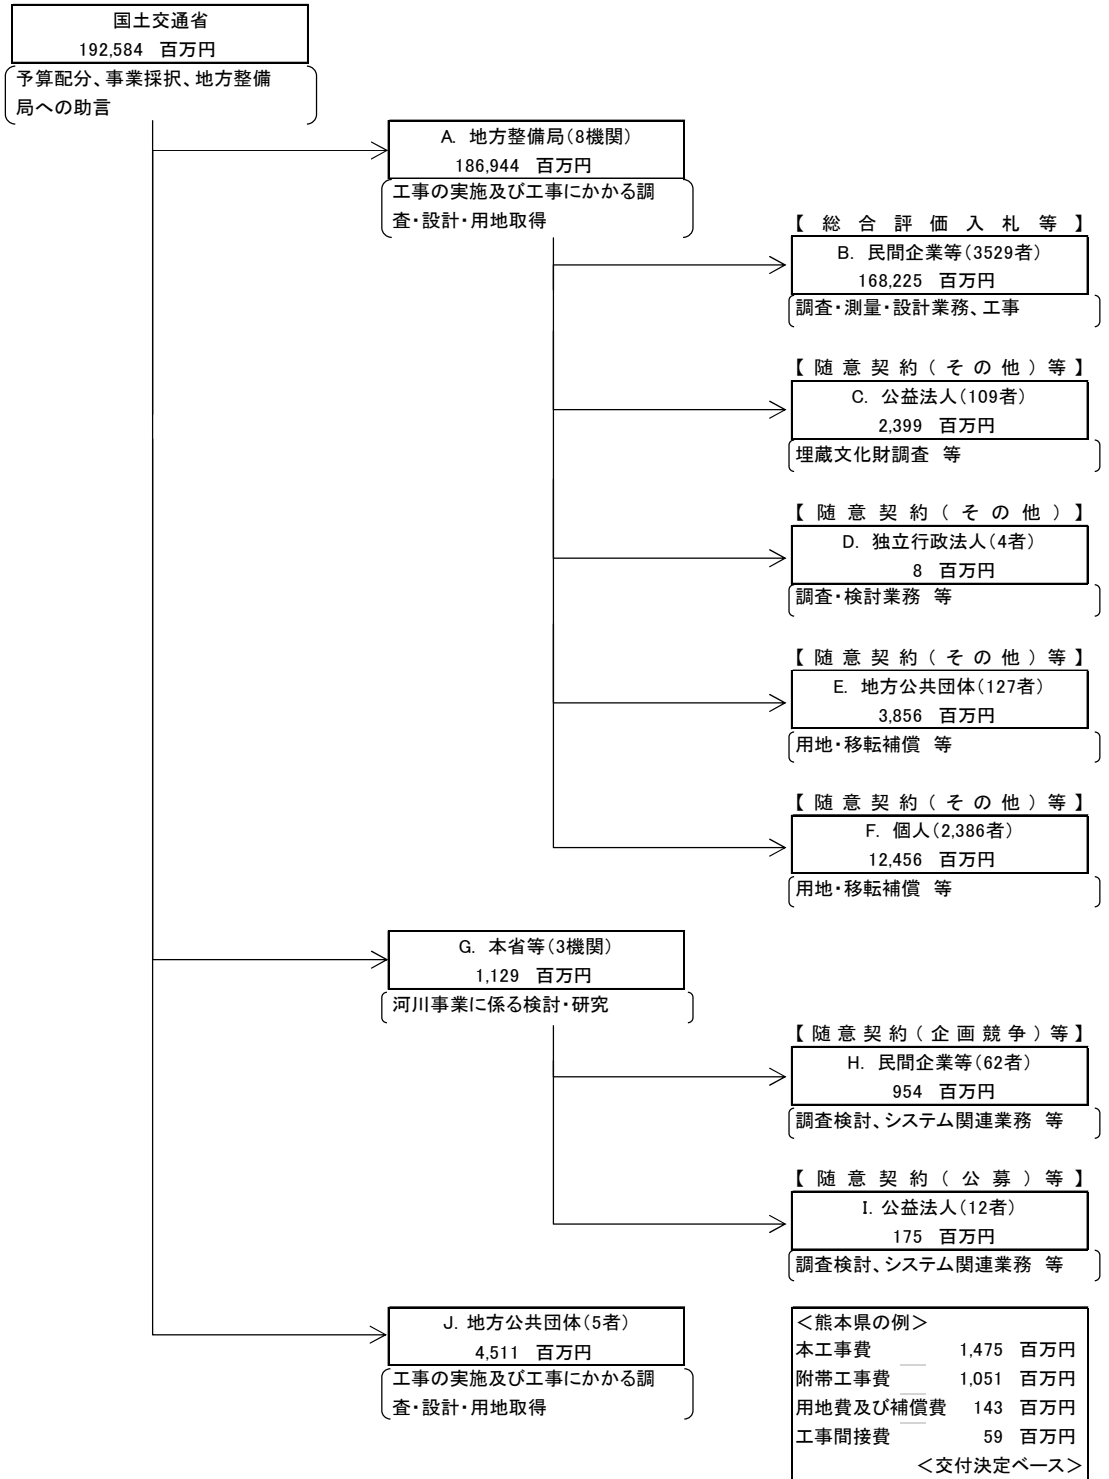 国土交通省
192,584 百万円
予算配分、事業採択、地方整備
局への助言
A. 地方整備局(8機関)
186,944 百万円
工事の実施及び工事にかかる調
査・設計・用地取得
【総合評価入札等】
B. 民間企業等(3529者)
168,225 百万円
調査・測量・設計業務、工事
【随意契約(その他)等】
C. 公益法人(109者)
2,399 百万円
埋蔵文化財調査 等
【随意契約(その他)】
D. 独立行政法人(4者)
8 百万円
調査・検討業務 等
【随意契約(その他)等】
E. 地方公共団体(127者)
3,856 百万円
用地・移転補償 等
【随意契約(その他)等】
F. 個人(2,386者)
12,456 百万円
用地・移転補償 等
G. 本省等(3機関)
1,129 百万円
河川事業に係る検討・研究
【随意契約(企画競争)等】
H. 民間企業等(62者)
954 百万円
調査検討、システム関連業務 等
【随意契約(公募)等】
I. 公益法人(12者)
175 百万円
調査検討、システム関連業務 等
J. 地方公共団体(5者)
4,511 百万円
工事の実施及び工事にかかる調
査・設計・用地取得
<熊本県の例>
本工事費 1,475 百万円
附帯工事費 1,051 百万円
用地費及び補償費 143 百万円
工事間接費 59 百万円
<交付決定ベース>